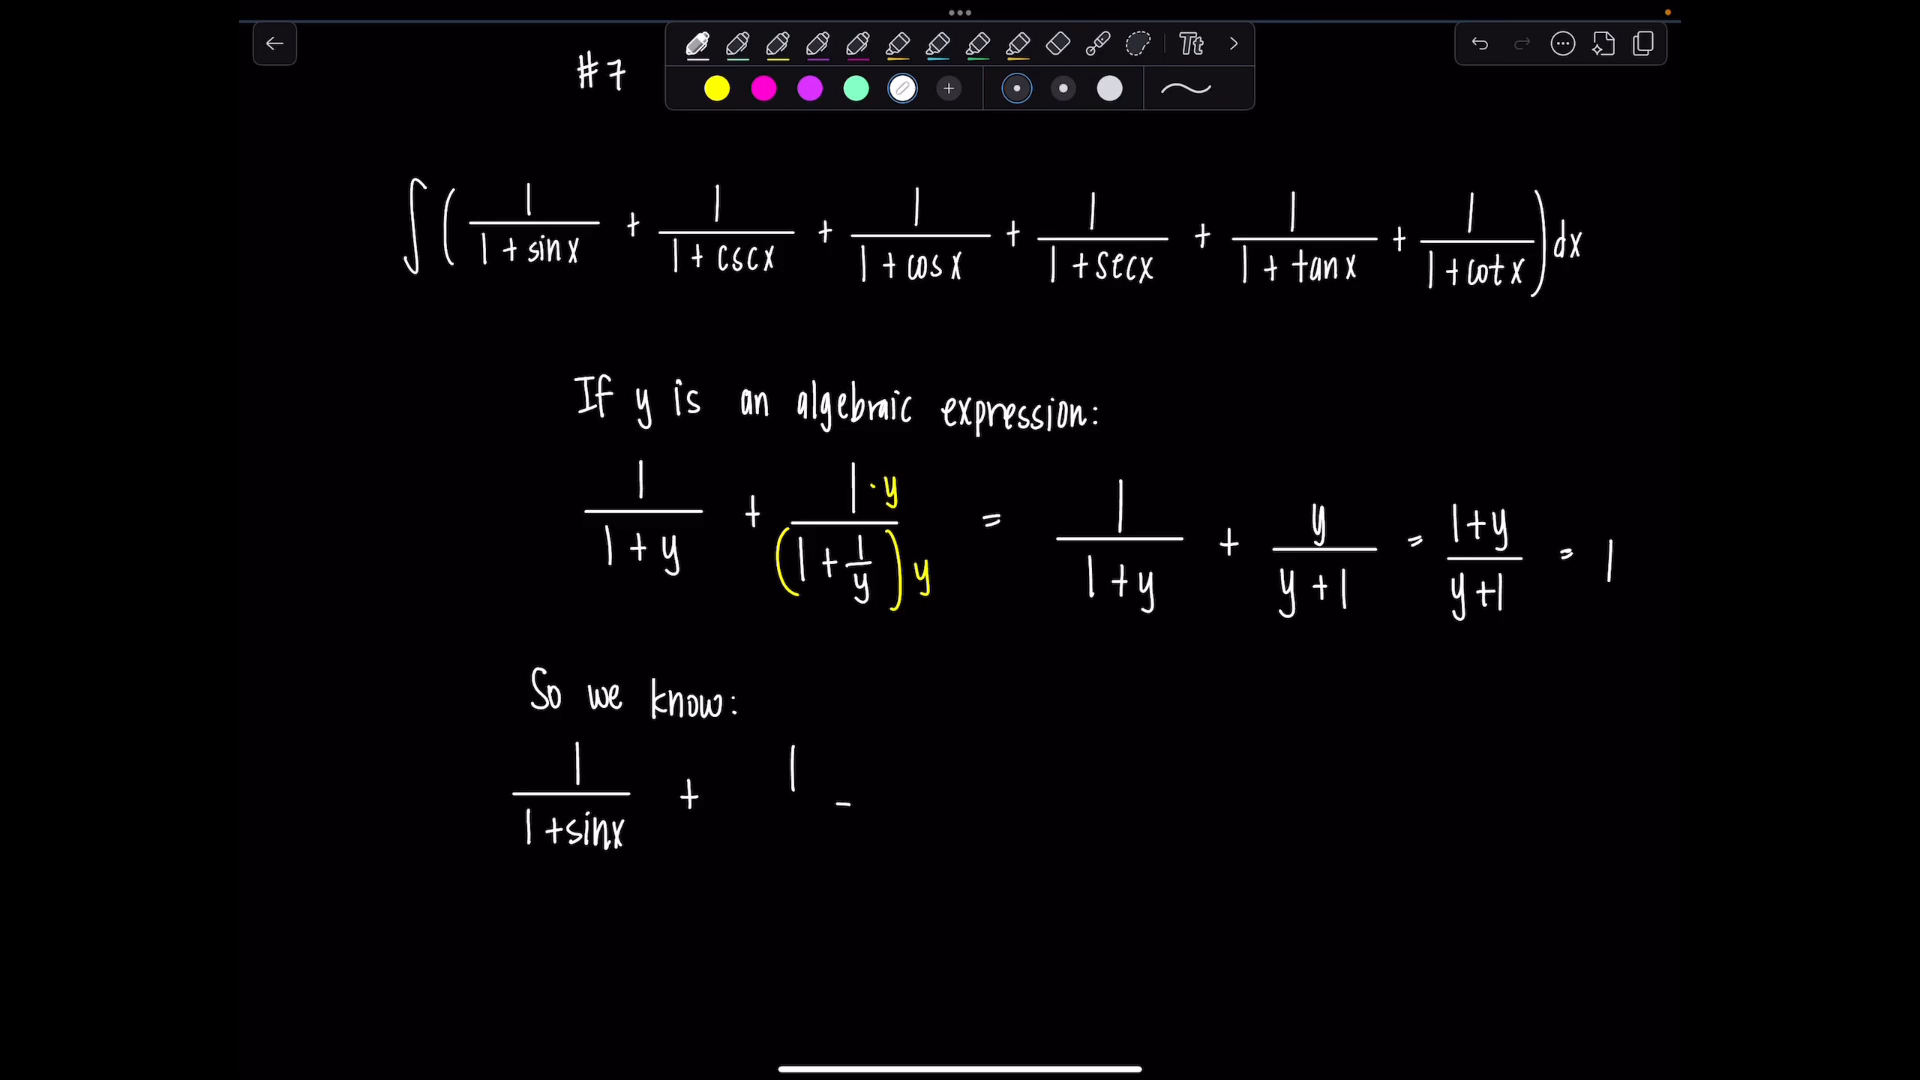 #7
Tt
∫ ( 1/(1 + sin x) + 1/(1 + csc x) + 1/(1 + cos x) + 1/(1 + sec x) + 1/(1 + tan x) + 1/(1 + cot x) ) dx
If y is an algebraic expression:
1/(1 + y) + 1·y/((1 + 1/y) y) = 1/(1 + y) + y/(y + 1) = (1 + y)/(y + 1) = 1
So we know:
1/(1 + sin x) + 1 -